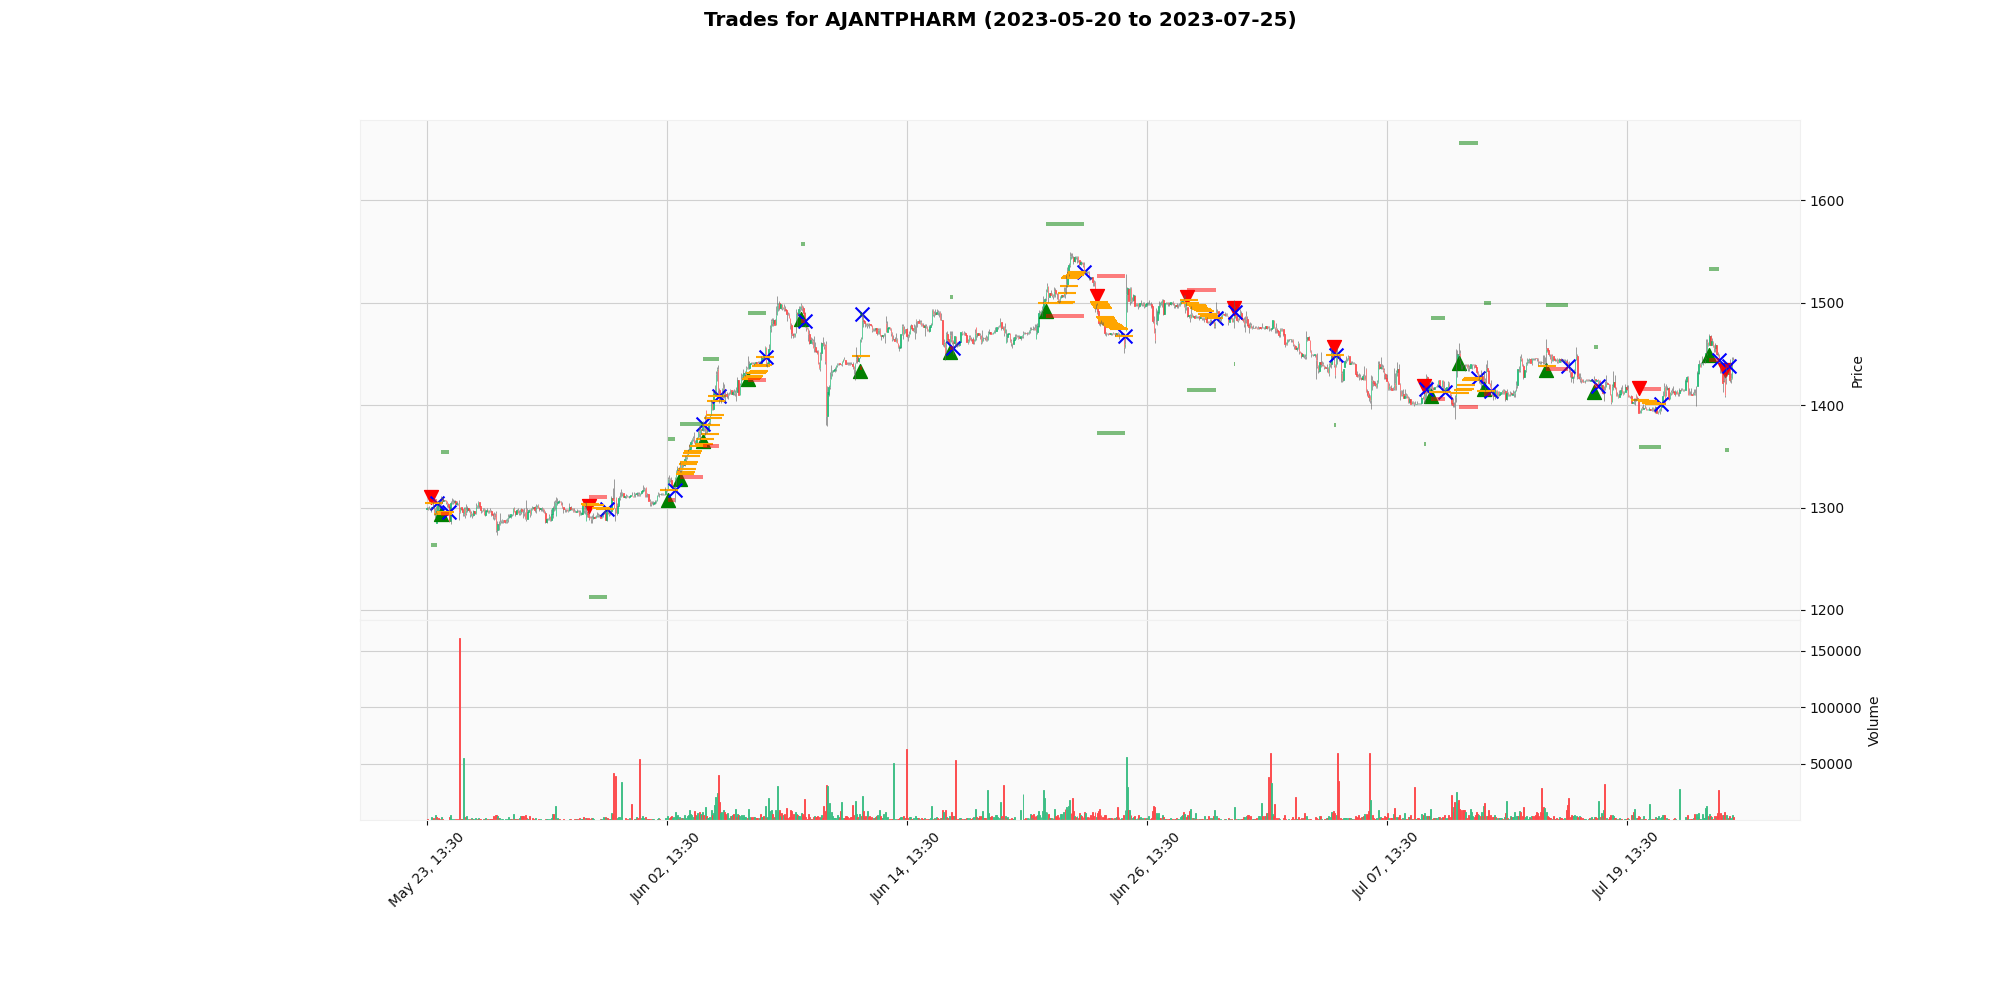 Trades for AJANTPHARM (2023-05-20 to 2023-07-25)
1600
1500
1400
1300
1200
Price
150000
100000
50000
Volume
May 23, 13:30
Jun 02, 13:30
Jun 14, 13:30
Jun 26, 13:30
Jul 07, 13:30
Jul 19, 13:30